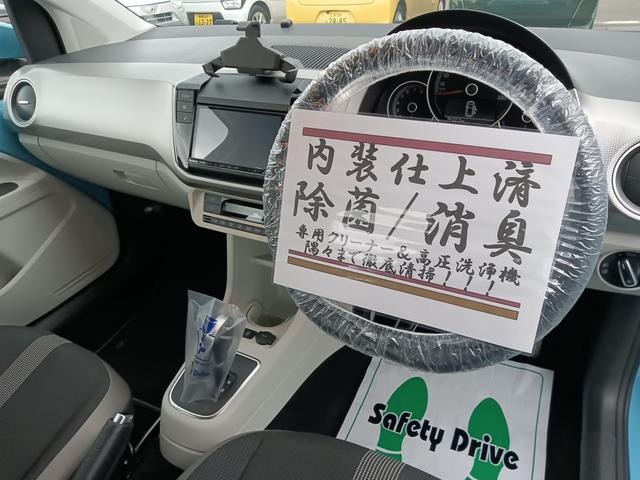 内装仕上済
除菌/消臭
専用クリーナー&高圧洗浄機
隅々まで徹底清掃!!!
Safety Drive